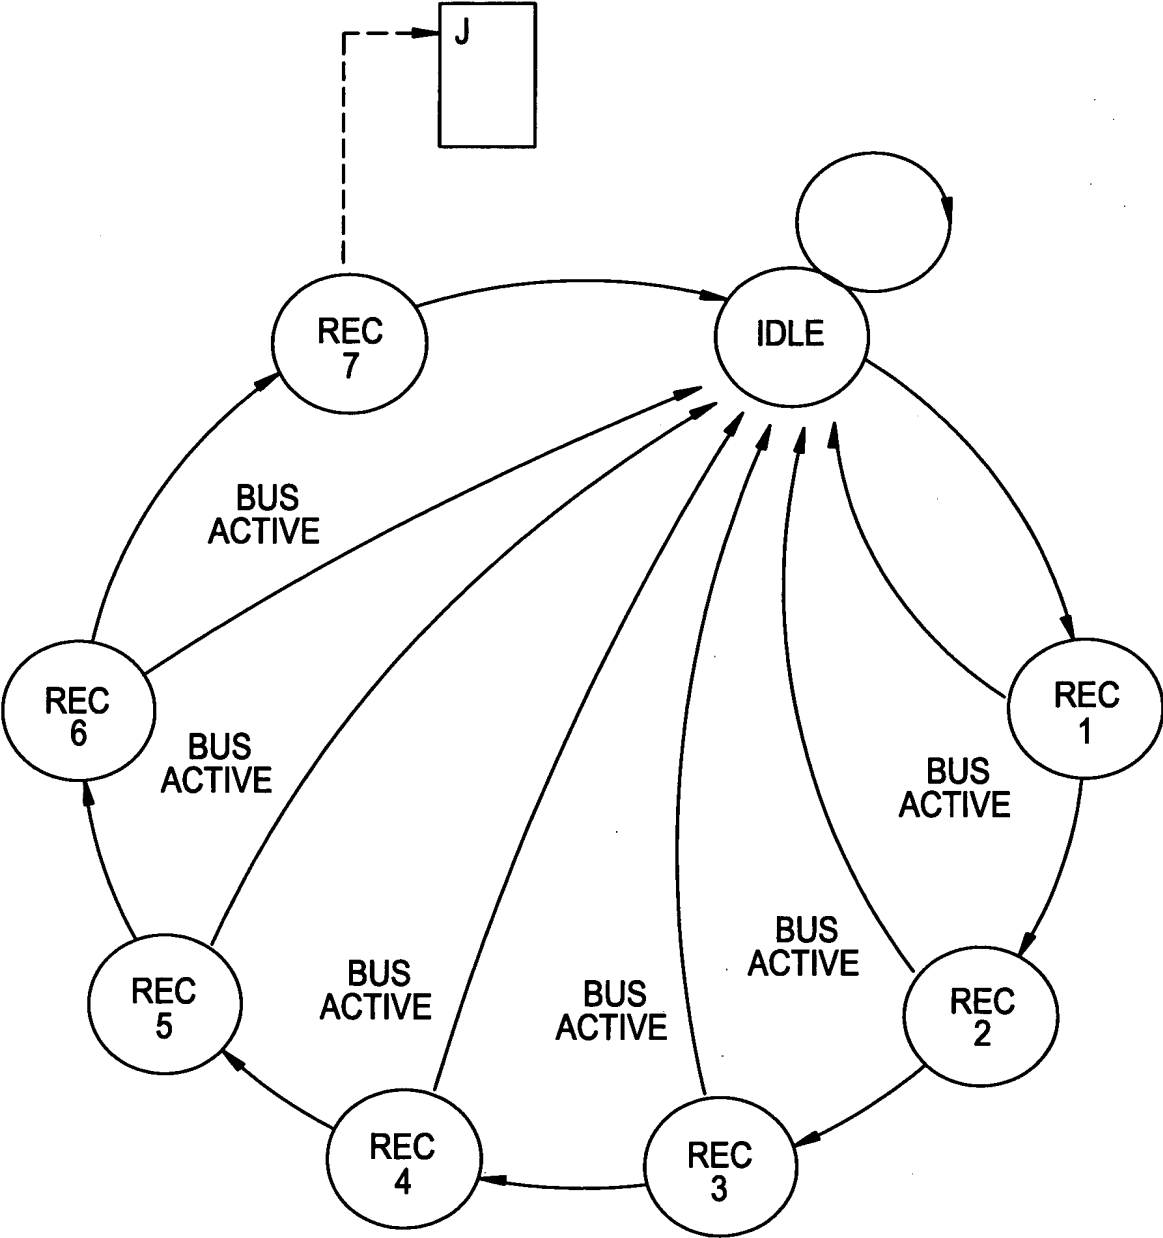 J
IDLE
REC
7
BUS
ACTIVE
REC
6
REC
1
BUS
ACTIVE
BUS
ACTIVE
BUS
ACTIVE
BUS
ACTIVE
BUS
ACTIVE
REC
5
REC
2
REC
4
REC
3